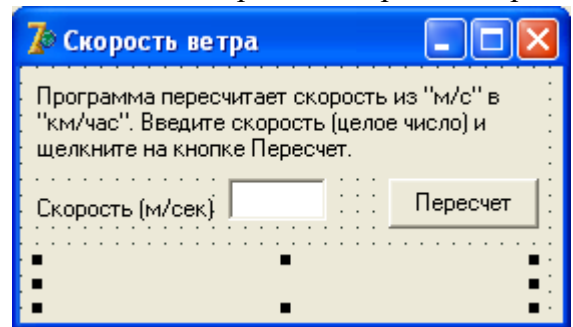 Скорость ветра
Программа пересчитает скорость из "м/с" в
"км/час". Введите скорость (целое число) и
щелкните на кнопке Пересчет.
Скорость (м/сек)
Пересчет